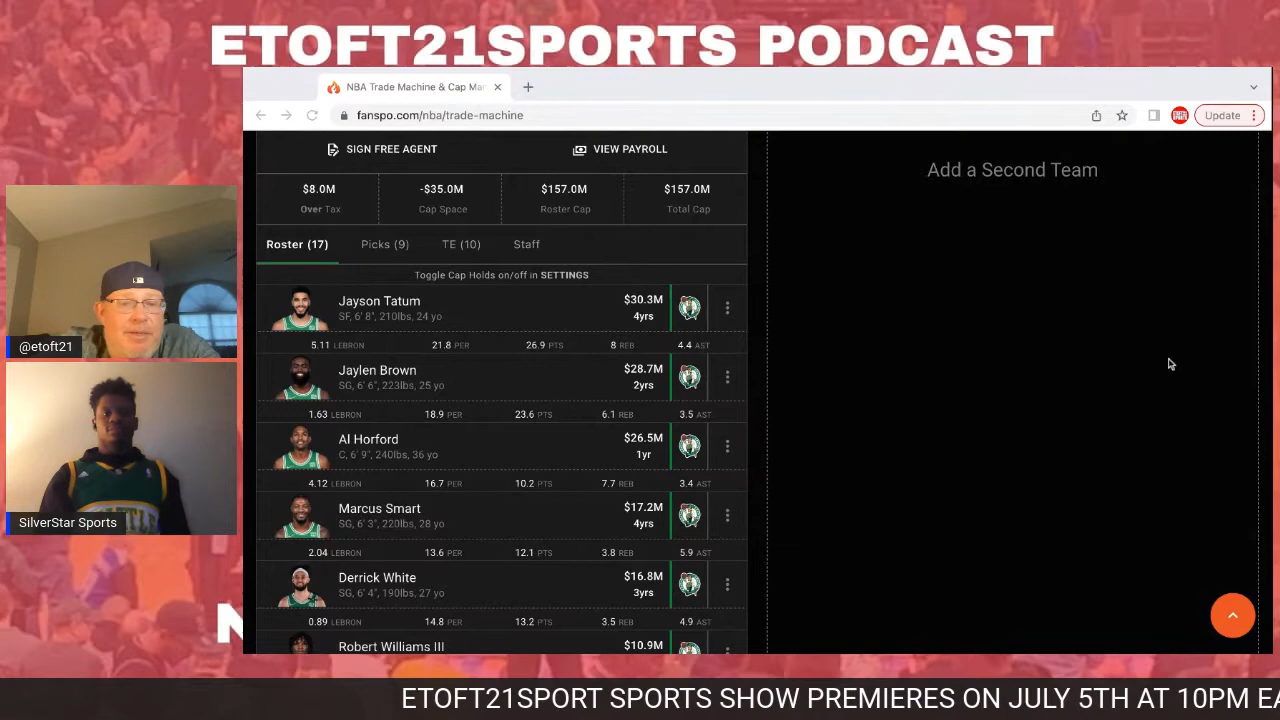 ETOFT21SPORTS PODCAST
NBA Trade Machine & Cap Ma
fanspo.com/nba/trade-machine
Update
SIGN FREE AGENT
VIEW PAYROLL
$8.0M -$35.0M $157.0M $157.0M
Over Tax Cap Space Roster Cap Total Cap
Roster (17) Picks (9) TE (10) Staff
Toggle Cap Holds on/off in SETTINGS
Jayson Tatum $30.3M
SF, 6' 8", 210lbs, 24 yo 4yrs
5.11 LEBRON 21.8 PER 26.9 PTS 8 REB 4.4 AST
Jaylen Brown $28.7M
SG, 6' 6", 223lbs, 25 yo 2yrs
1.63 LEBRON 18.9 PER 23.6 PTS 6.1 REB 3.5 AST
Al Horford $26.5M
C, 6' 9", 240lbs, 36 yo 1yr
4.12 LEBRON 16.7 PER 10.2 PTS 7.7 REB 3.4 AST
Marcus Smart $17.2M
SG, 6' 3", 220lbs, 28 yo 4yrs
2.04 LEBRON 13.6 PER 12.1 PTS 3.8 REB 5.9 AST
Derrick White $16.8M
SG, 6' 4", 190lbs, 27 yo 3yrs
0.89 LEBRON 14.8 PER 13.2 PTS 3.5 REB 4.9 AST
Robert Williams III $10.9M
Add a Second Team
@etoft21
SilverStar Sports
N
ETOFT21SPORT SPORTS SHOW PREMIERES ON JULY 5TH AT 10PM EA